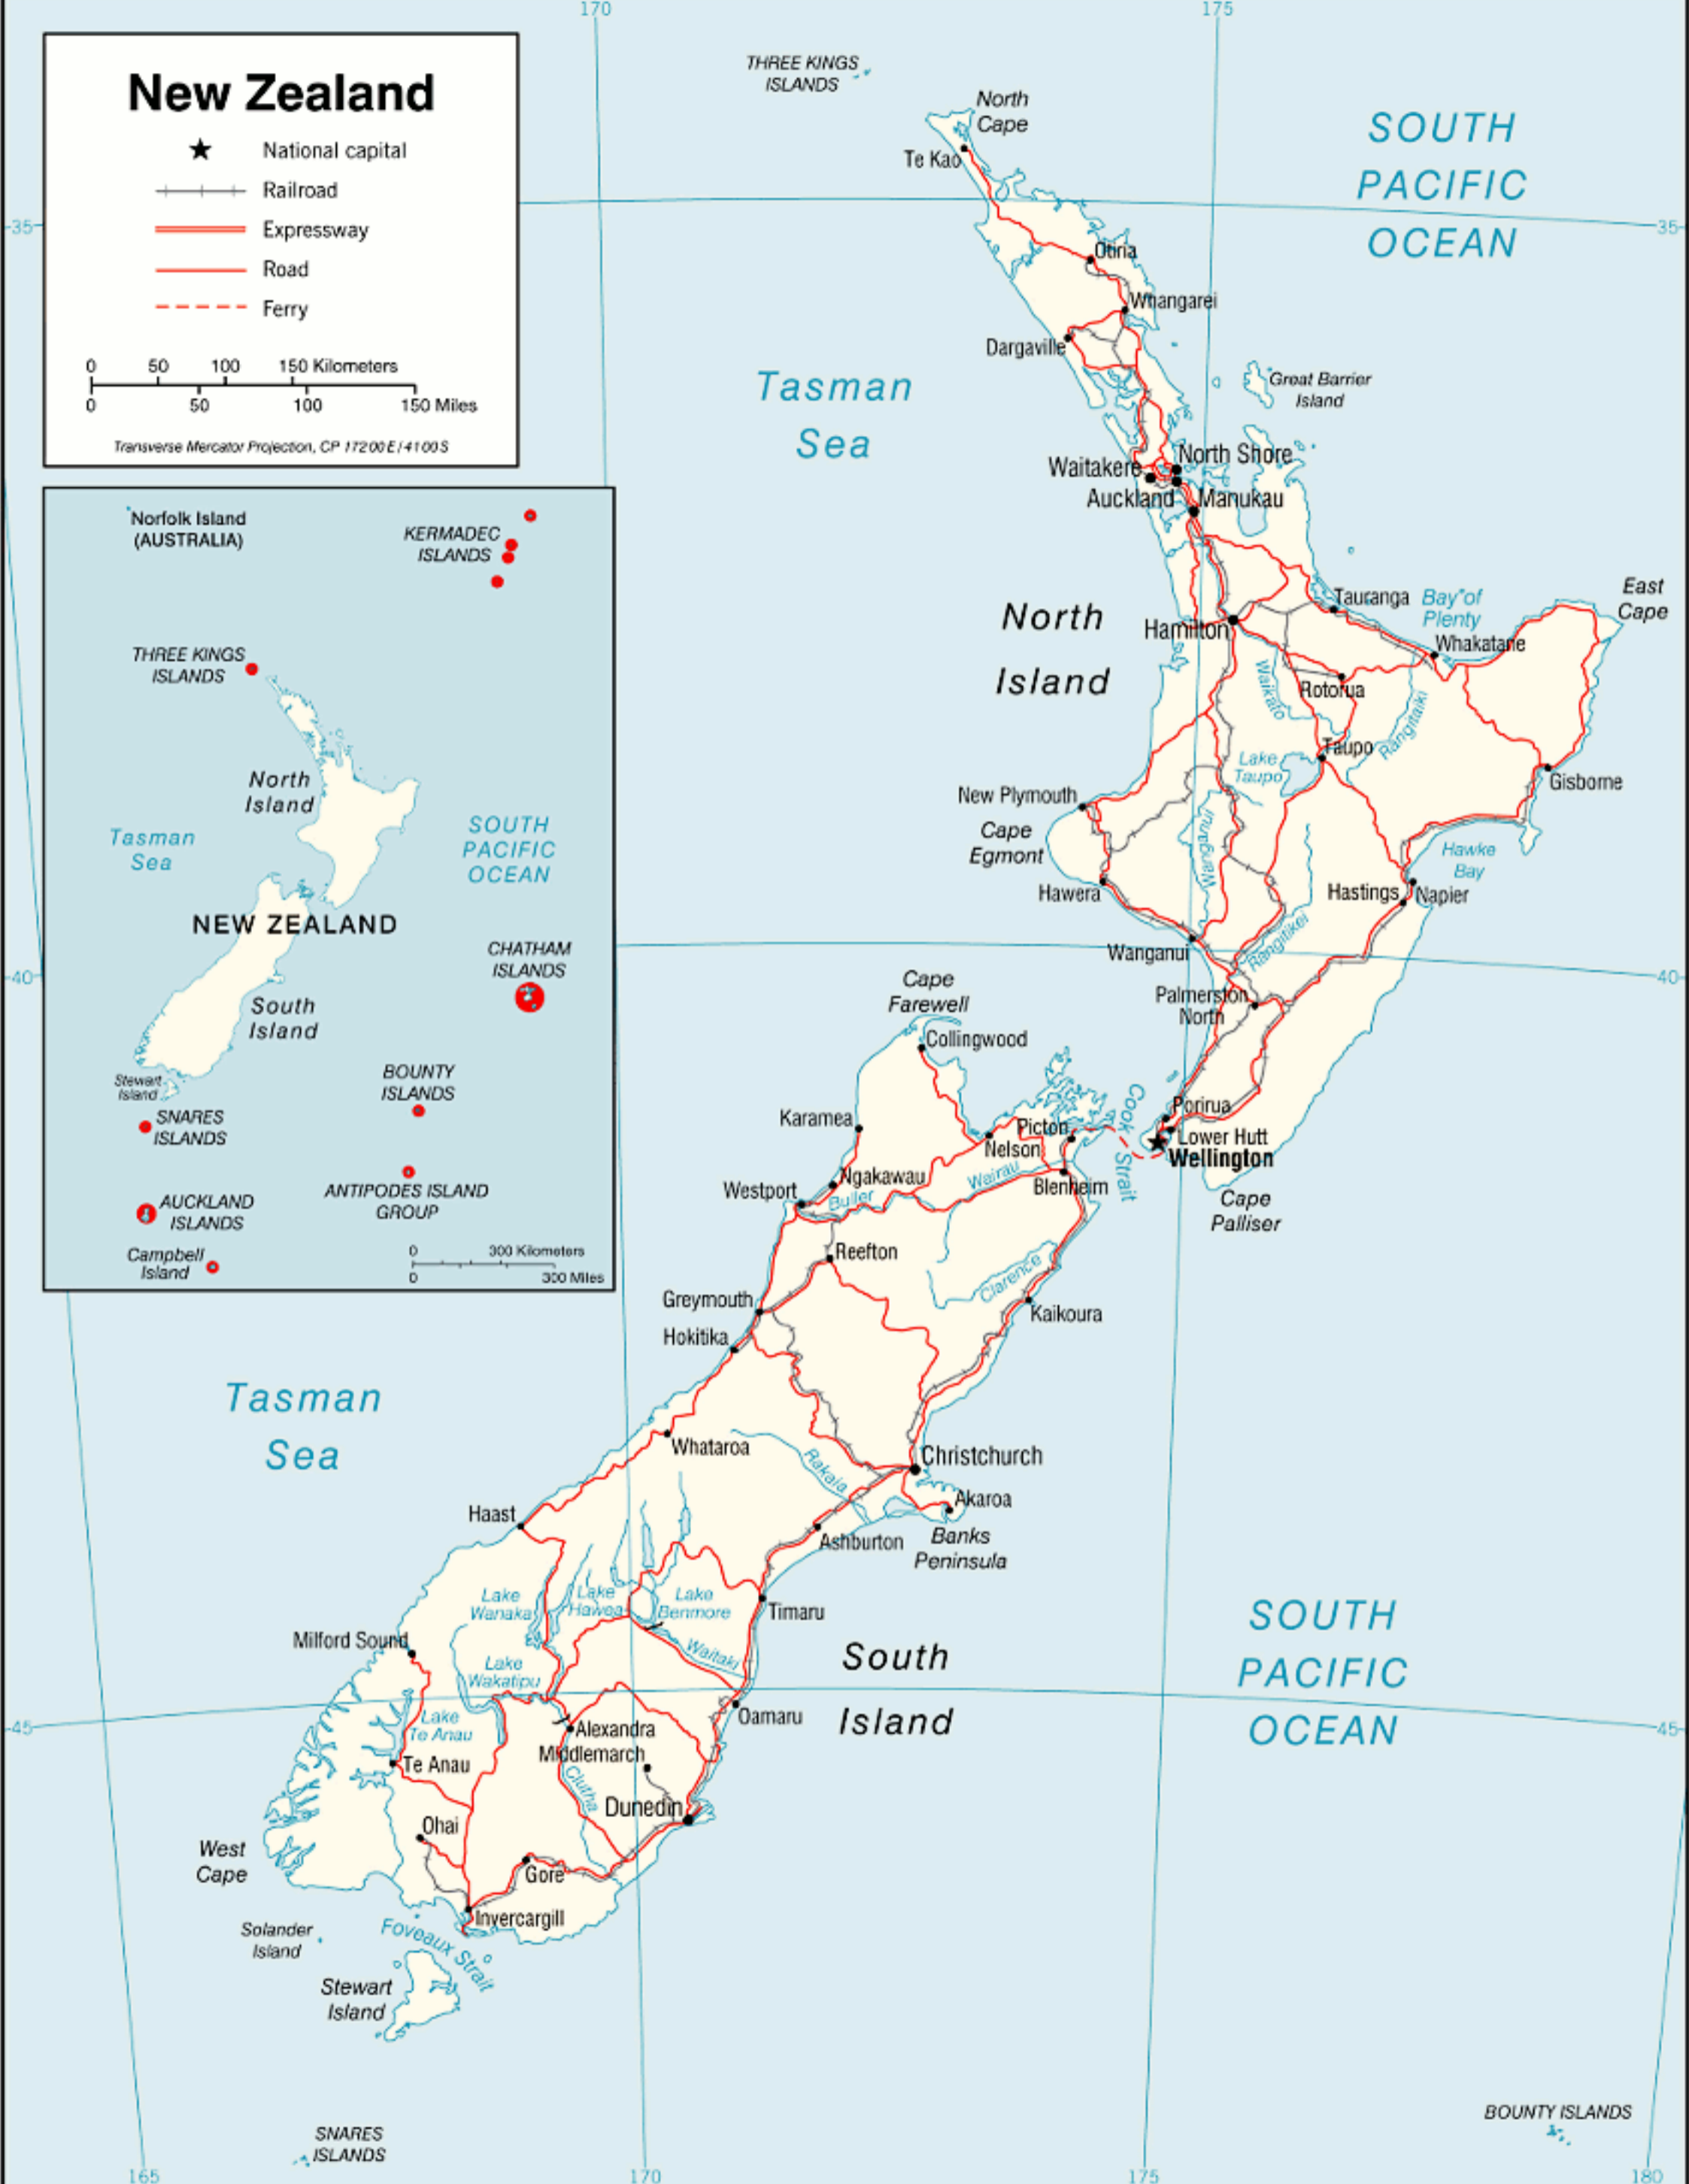 170
175
New Zealand
National capital
Railroad
Expressway
Road
Ferry
0 50 100 150 Kilometers
0 50 100 150 Miles
Transverse Mercator Projection, CP 172 00 E / 41 00 S
THREE KINGS
ISLANDS
North
Cape
Te Kao
SOUTH
PACIFIC
OCEAN
35
35
Otiria
Whangarei
Dargaville
Great Barrier
Island
Tasman
Sea
North Shore
Waitakere
Auckland
Manukau
North
Island
Hamilton
Tauranga
Bay of
Plenty
East
Cape
Whakatane
Rotorua
Waikato
Rangitaiki
Taupo
Lake
Taupo
Gisborne
New Plymouth
Cape
Egmont
Wanganui
Hawke
Bay
Hawera
Hastings
Napier
Wanganui
Rangitikei
40
40
Palmerston
North
Porirua
Lower Hutt
Wellington
Cook Strait
Cape
Palliser
Norfolk Island
(AUSTRALIA)
KERMADEC
ISLANDS
THREE KINGS
ISLANDS
North
Island
Tasman
Sea
SOUTH
PACIFIC
OCEAN
NEW ZEALAND
CHATHAM
ISLANDS
South
Island
Stewart
Island
SNARES
ISLANDS
BOUNTY
ISLANDS
ANTIPODES ISLAND
GROUP
AUCKLAND
ISLANDS
Campbell
Island
0 300 Kilometers
0 300 Miles
Cape
Farewell
Collingwood
Karamea
Picton
Nelson
Ngakawau
Wairau
Westport
Buller
Blenheim
Reefton
Clarence
Greymouth
Kaikoura
Hokitika
Tasman
Sea
Whataroa
Rakaia
Christchurch
Akaroa
Banks
Peninsula
Haast
Ashburton
Lake
Wanaka
Lake
Hawea
Lake
Benmore
Timaru
Milford Sound
Waitaki
Lake
Wakatipu
South
Island
SOUTH
PACIFIC
OCEAN
45
45
Lake
Te Anau
Oamaru
Alexandra
Middlemarch
Te Anau
Clutha
Dunedin
Ohai
West
Cape
Gore
Invercargill
Solander
Island
Foveaux Strait
Stewart
Island
SNARES
ISLANDS
BOUNTY ISLANDS
165
170
175
180